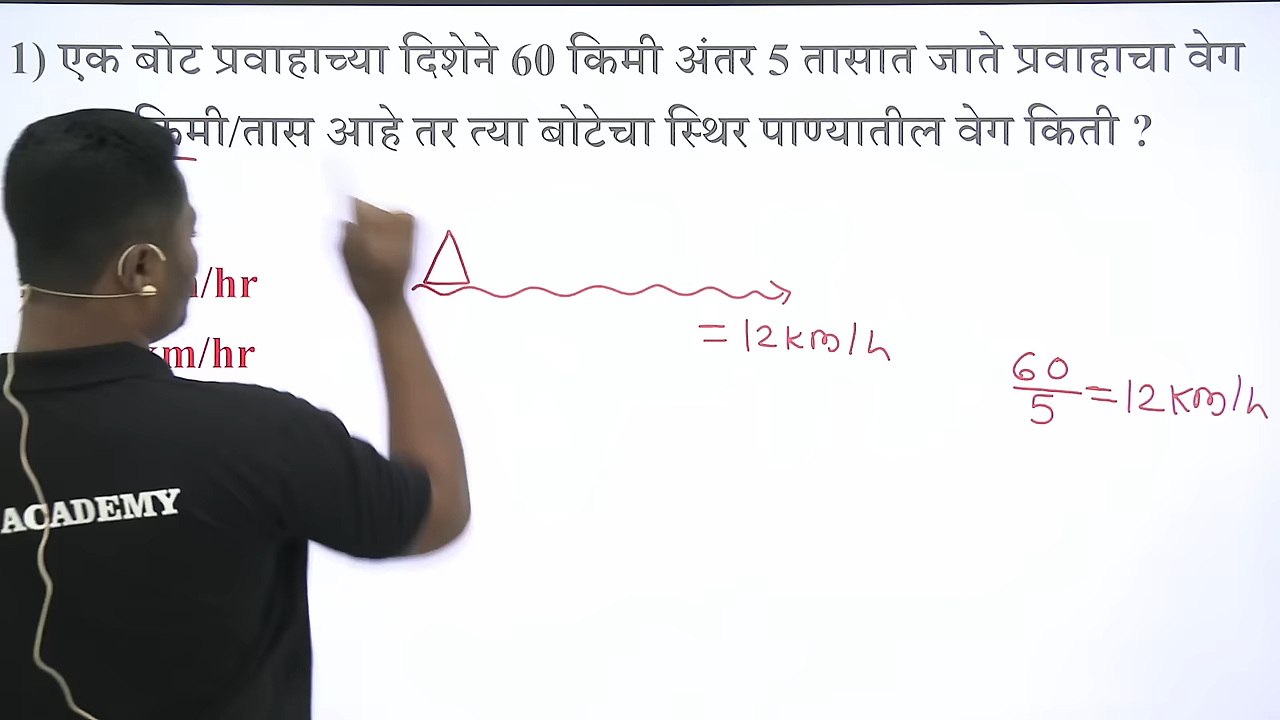 1) एक बोट प्रवाहाच्या दिशेने 60 किमी अंतर 5 तासात जाते प्रवाहाचा वेग
किमी/तास आहे तर त्या बोटेचा स्थिर पाण्यातील वेग किती ?
/hr
= 12 km/h
km/hr
60
5
= 12 km/h
ACADEMY